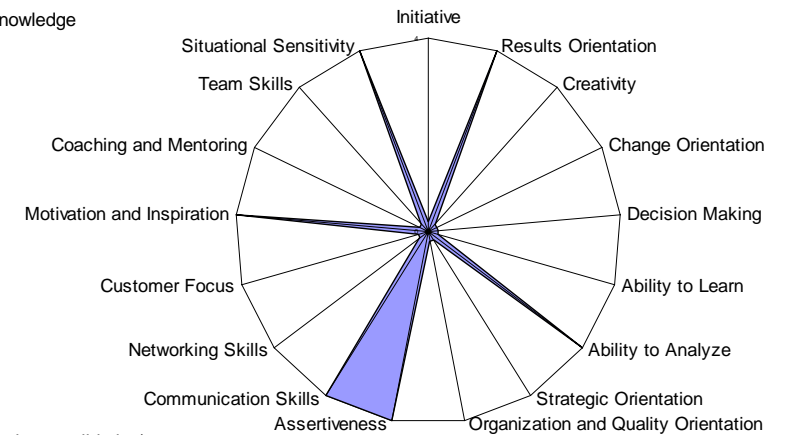 nowledge
Initiative
4
Situational Sensitivity
Results Orientation
Team Skills
Creativity
Coaching and Mentoring
Change Orientation
Motivation and Inspiration
Decision Making
Customer Focus
Ability to Learn
Networking Skills
Ability to Analyze
Communication Skills
Strategic Orientation
Assertiveness
Organization and Quality Orientation